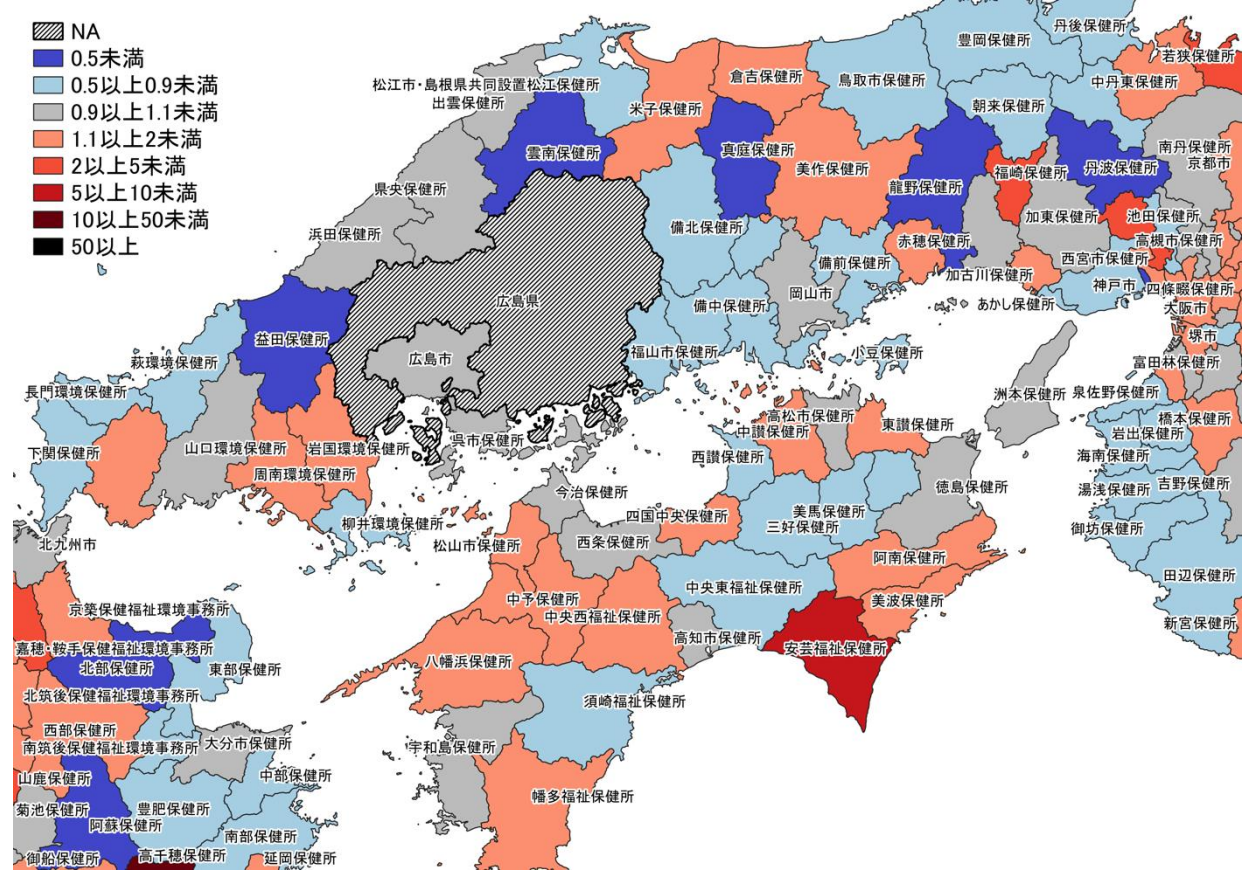 NA
0.5未満
0.5以上0.9未満
0.9以上1.1未満
1.1以上2未満
2以上5未満
5以上10未満
10以上50未満
50以上
丹後保健所
豊岡保健所
若狭保健所
倉吉保健所
鳥取市保健所
中丹東保健所
松江市・島根県共同設置松江保健所
出雲保健所
米子保健所
朝来保健所
南丹保健所
雲南保健所
真庭保健所
京都市
美作保健所
龍野保健所
福崎保健所
丹波保健所
県央保健所
加東保健所
池田保健所
浜田保健所
備北保健所
赤穂保健所
高槻市保健所
西宮市保健所
備前保健所
加古川保健所
神戸市
四條畷保健所
広島県
岡山市
あかし保健所
大阪市
備中保健所
益田保健所
堺市
萩環境保健所
広島市
福山市保健所
小豆保健所
富田林保健所
長門環境保健所
洲本保健所
泉佐野保健所
高松市保健所
橋本保健所
中讃保健所
東讃保健所
岩出保健所
呉市保健所
山口環境保健所
岩国環境保健所
下関保健所
西讃保健所
海南保健所
周南環境保健所
今治保健所
徳島保健所
湯浅保健所
吉野保健所
美馬保健所
四国中央保健所
柳井環境保健所
三好保健所
御坊保健所
北九州市
松山市保健所
西条保健所
阿南保健所
田辺保健所
中央東福祉保健所
中予保健所
美波保健所
京築保健福祉環境事務所
中央西福祉保健所
新宮保健所
高知市保健所
嘉穂・鞍手保健福祉環境事務所
安芸福祉保健所
八幡浜保健所
北部保健所
東部保健所
北筑後保健福祉環境事務所
須崎福祉保健所
西部保健所
大分市保健所
宇和島保健所
南筑後保健福祉環境事務所
中部保健所
山鹿保健所
幡多福祉保健所
菊池保健所
豊肥保健所
阿蘇保健所
南部保健所
御船保健所
高千穂保健所
延岡保健所